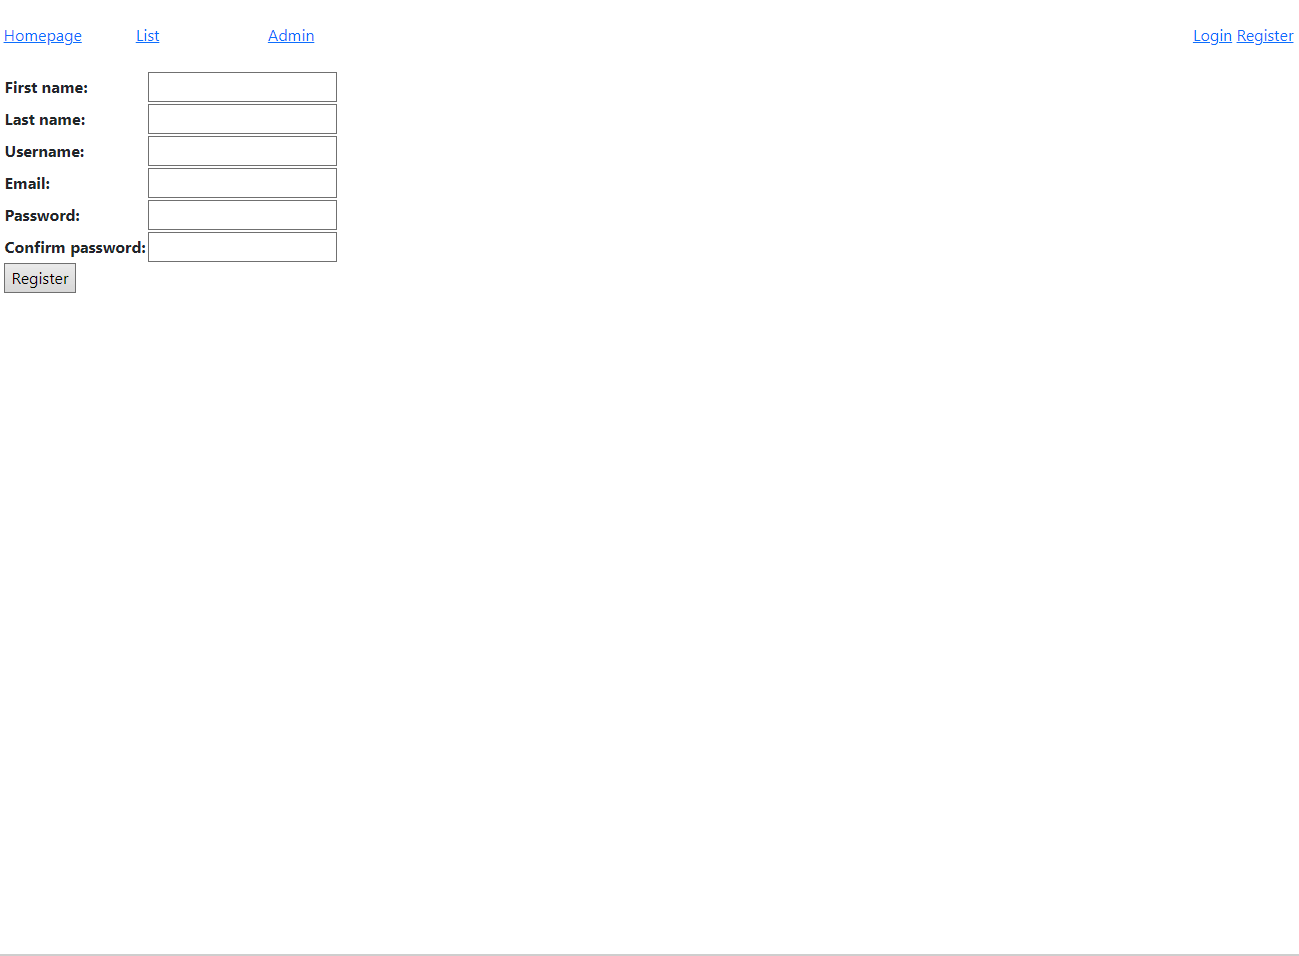 Homepage List Admin Login Register
First name:
Last name:
Username:
Email:
Password:
Confirm password:
Register